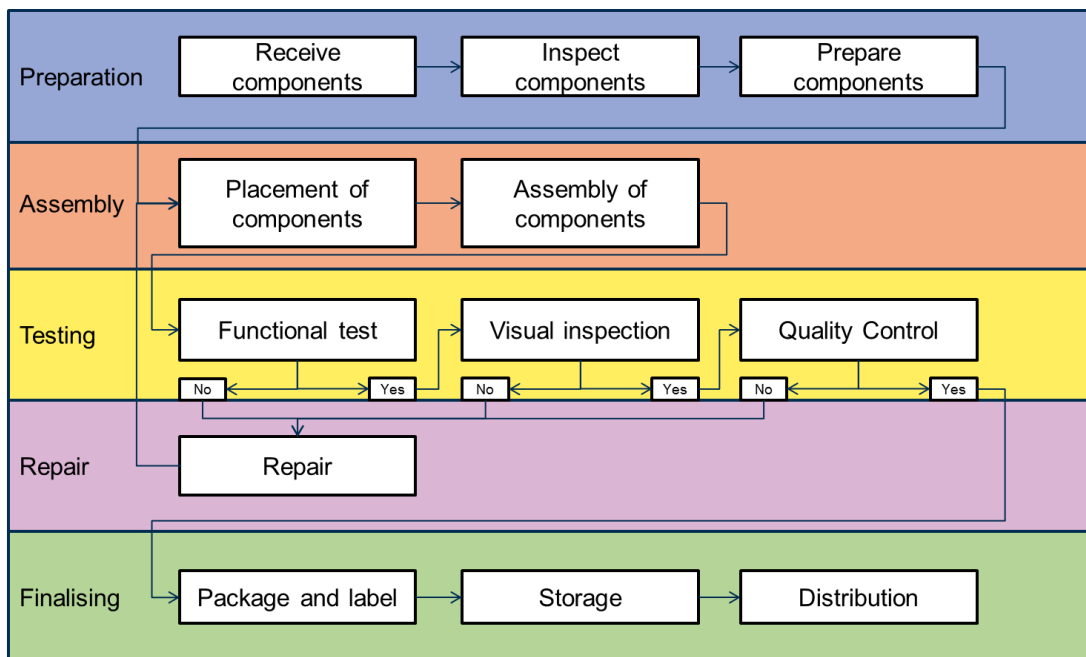 Preparation
Receive
components
Inspect
components
Prepare
components
Assembly
Placement of
components
Assembly of
components
Testing
Functional test
Visual inspection
Quality Control
No
Yes
No
Yes
No
Yes
Repair
Repair
Finalising
Package and label
Storage
Distribution